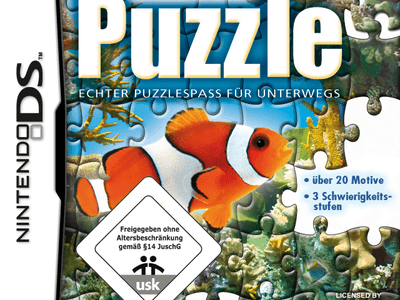 Puzzle
ECHTER PUZZLESPASS FÜR UNTERWEGS
NINTENDO DS™
• über 20 Motive
• 3 Schwierigkeits-
stufen
Freigegeben ohne
Altersbeschränkung
gemäß §14 JuSchG
usk
LICENSED BY